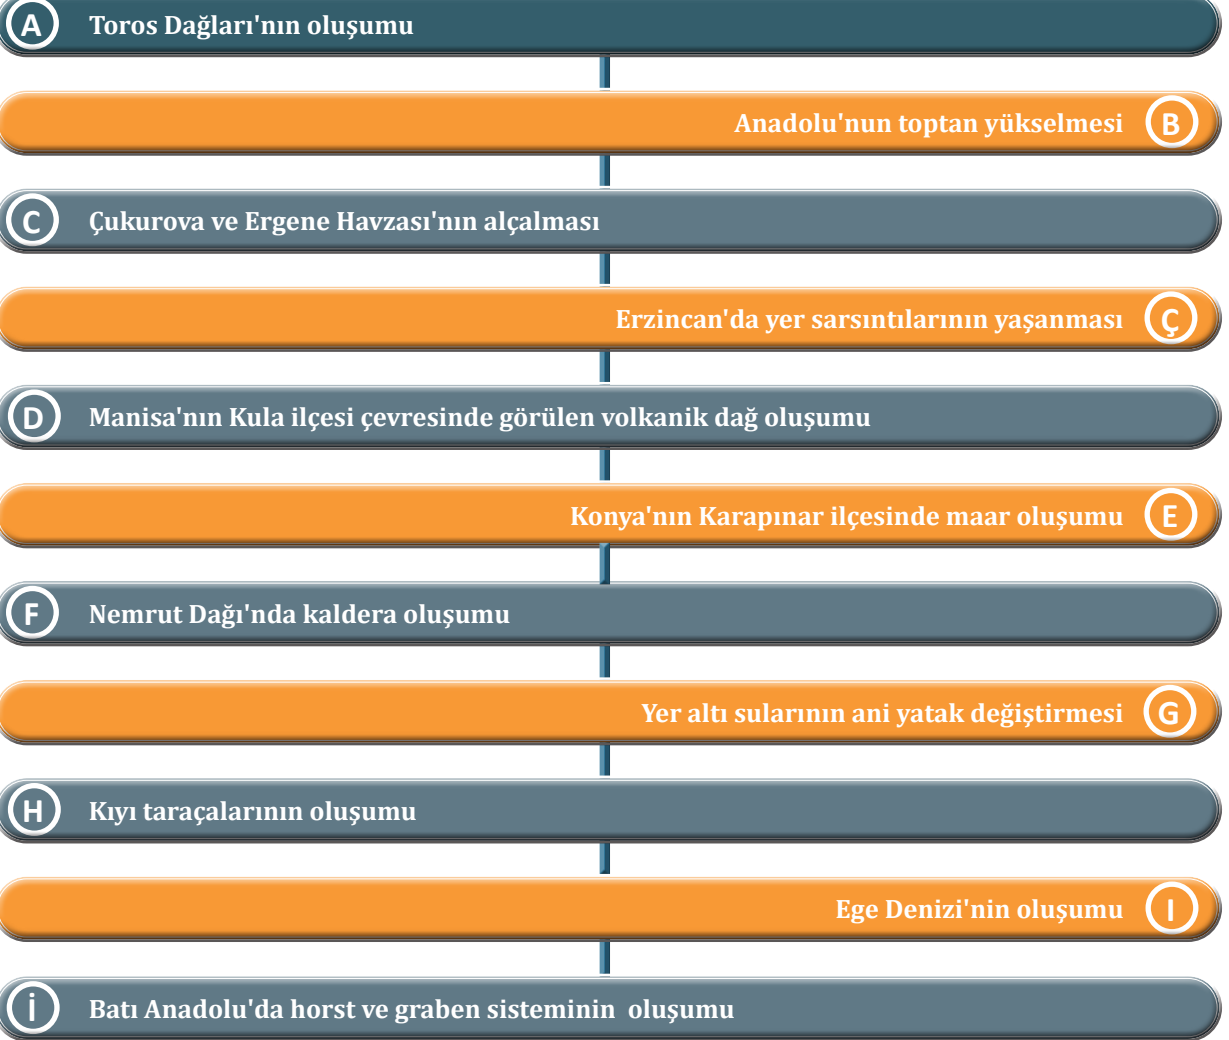 A Toros Dağları'nın oluşumu
Anadolu'nun toptan yükselmesi B
C Çukurova ve Ergene Havzası'nın alçalması
Erzincan'da yer sarsıntılarının yaşanması Ç
D Manisa'nın Kula ilçesi çevresinde görülen volkanik dağ oluşumu
Konya'nın Karapınar ilçesinde maar oluşumu E
F Nemrut Dağı'nda kaldera oluşumu
Yer altı sularının ani yatak değiştirmesi G
H Kıyı taraçalarının oluşumu
Ege Denizi'nin oluşumu I
İ Batı Anadolu'da horst ve graben sisteminin oluşumu